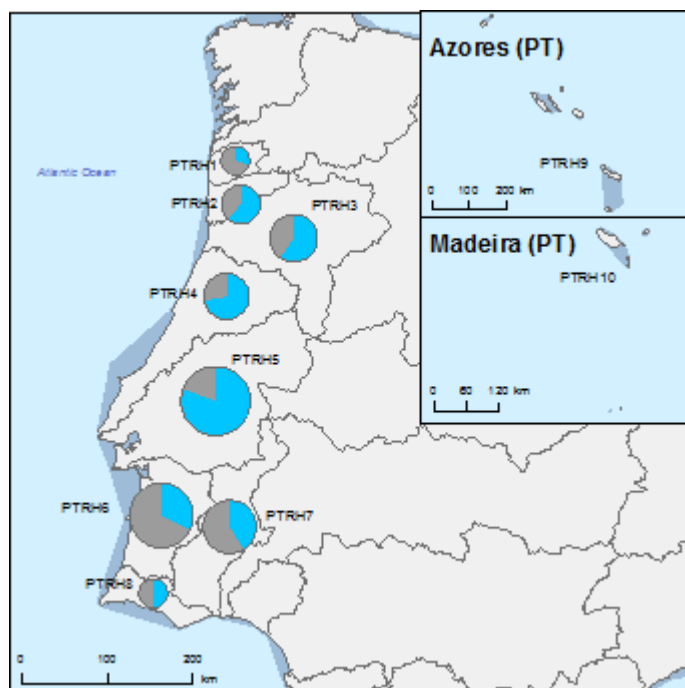 Azores (PT)
PTRH9
0 100 200 km
Madeira (PT)
PTRH10
0 60 120 km
Atlantic Ocean
PTRH1
PTRH2
PTRH3
PTRH4
PTRH5
PTRH6
PTRH7
PTRH8
0 100 200
km